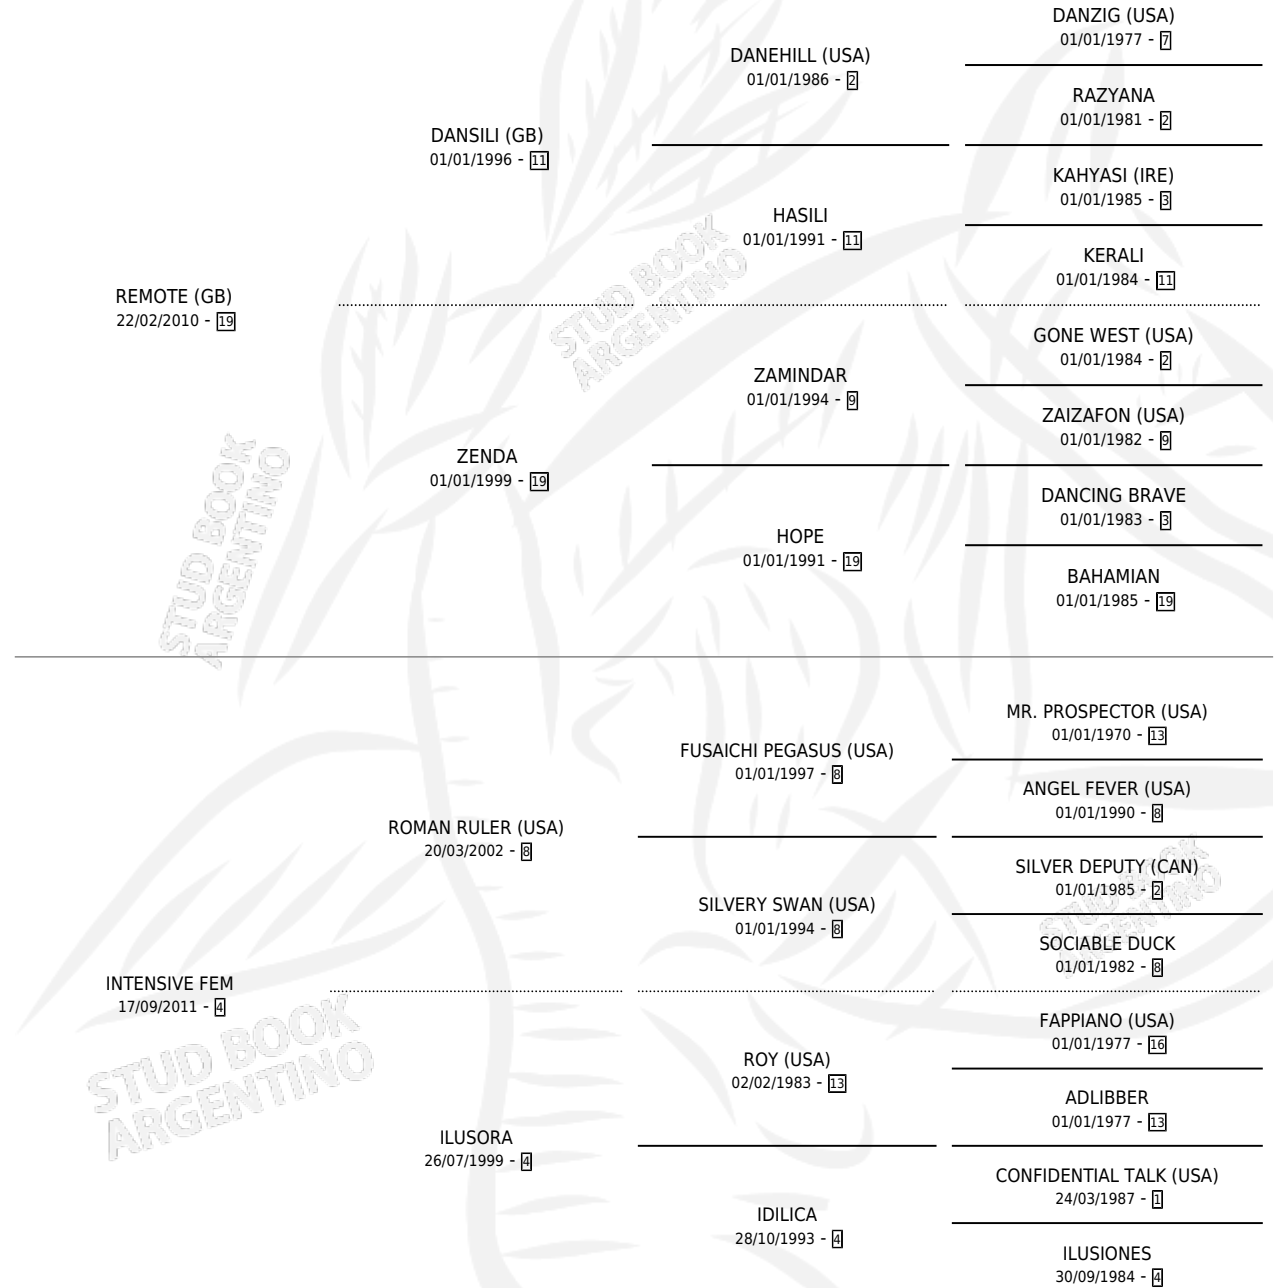 DANZIG (USA)
01/01/1977 - 7
DANEHILL (USA)
01/01/1986 - 2
RAZYANA
01/01/1981 - 2
DANSILI (GB)
01/01/1996 - 11
KAHYASI (IRE)
01/01/1985 - 3
HASILI
01/01/1991 - 11
KERALI
01/01/1984 - 11
REMOTE (GB)
22/02/2010 - 19
GONE WEST (USA)
01/01/1984 - 2
ZAMINDAR
01/01/1994 - 9
ZAIZAFON (USA)
01/01/1982 - 9
ZENDA
01/01/1999 - 19
DANCING BRAVE
01/01/1983 - 3
HOPE
01/01/1991 - 19
BAHAMIAN
01/01/1985 - 19
STUD BOOK
ARGENTINO
STUD BOOK
ARGENTINO
MR. PROSPECTOR (USA)
01/01/1970 - 13
FUSAICHI PEGASUS (USA)
01/01/1997 - 8
ANGEL FEVER (USA)
01/01/1990 - 8
ROMAN RULER (USA)
20/03/2002 - 8
SILVER DEPUTY (CAN)
01/01/1985 - 2
SILVERY SWAN (USA)
01/01/1994 - 8
SOCIABLE DUCK
01/01/1982 - 8
STUD BOOK
ARGENTINO
INTENSIVE FEM
17/09/2011 - 4
FAPPIANO (USA)
01/01/1977 - 16
ROY (USA)
02/02/1983 - 13
ADLIBBER
01/01/1977 - 13
ILUSORA
26/07/1999 - 4
CONFIDENTIAL TALK (USA)
24/03/1987 - 1
IDILICA
28/10/1993 - 4
ILUSIONES
30/09/1984 - 4
STUD BOOK
ARGENTINO